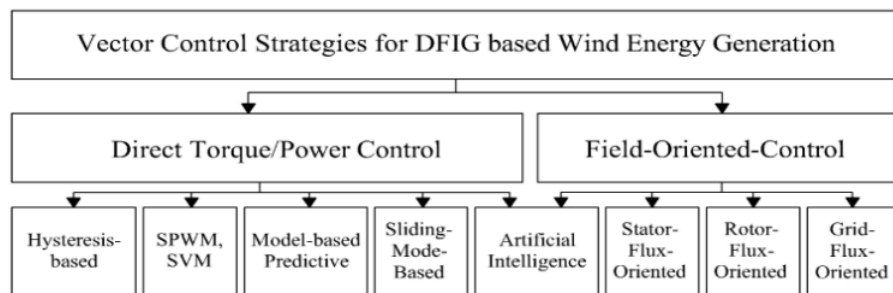 Vector Control Strategies for DFIG based Wind Energy Generation
Direct Torque/Power Control
Field-Oriented-Control
Hysteresis-
based
SPWM,
SVM
Model-based
Predictive
Sliding-
Mode-
Based
Artificial
Intelligence
Stator-
Flux-
Oriented
Rotor-
Flux-
Oriented
Grid-
Flux-
Oriented